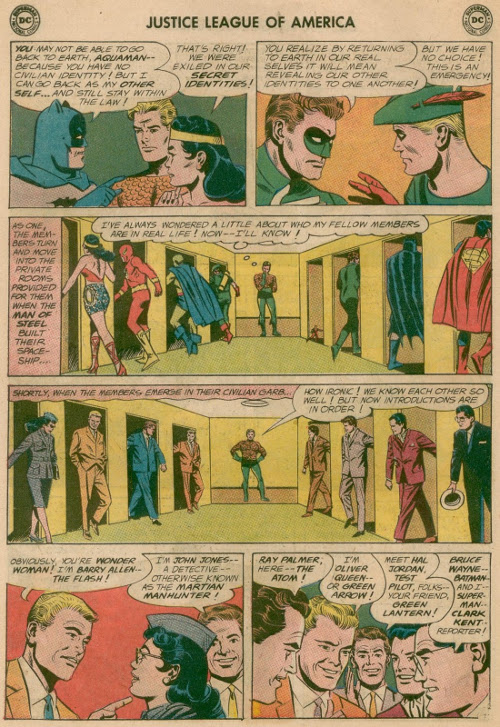 JUSTICE LEAGUE OF AMERICA
SUPERMAN
DC
NATIONAL COMICS
SUPERMAN
DC
NATIONAL COMICS
YOU MAY NOT BE ABLE TO GO
BACK TO EARTH, AQUAMAN--
BECAUSE YOU HAVE NO
CIVILIAN IDENTITY! BUT I
CAN GO BACK AS MY OTHER
SELF...AND STILL STAY WITHIN
THE LAW!
THAT'S RIGHT!
WE WERE
EXILED IN OUR
SECRET
IDENTITIES!
YOU REALIZE BY RETURNING
TO EARTH IN OUR REAL
SELVES IT WILL MEAN
REVEALING OUR OTHER
IDENTITIES TO ONE ANOTHER!
BUT WE HAVE
NO CHOICE!
THIS IS AN
EMERGENCY!
AS ONE,
THE MEM-
BERS TURN
AND MOVE
INTO THE
PRIVATE
ROOMS
PROVIDED
FOR THEM
WHEN THE
MAN OF
STEEL
BUILT
THEIR
SPACE-
SHIP....
I'VE ALWAYS WONDERED A LITTLE ABOUT WHO MY FELLOW MEMBERS
ARE IN REAL LIFE! NOW--I'LL KNOW!
SHORTLY, WHEN THE MEMBERS EMERGE IN THEIR CIVILIAN GARB...
HOW IRONIC! WE KNOW EACH OTHER SO
WELL! BUT NOW INTRODUCTIONS ARE
IN ORDER!
OBVIOUSLY, YOU'RE WONDER
WOMAN! I'M BARRY ALLEN--
THE FLASH!
I'M JOHN JONES--
A DETECTIVE--
OTHERWISE KNOWN
AS THE MARTIAN
MANHUNTER!
RAY PALMER,
HERE--THE
ATOM!
I'M
OLIVER
QUEEN--
OR GREEN
ARROW!
MEET HAL
JORDAN,
TEST
PILOT, FOLKS--
YOUR FRIEND,
GREEN
LANTERN!
BRUCE
WAYNE--
BATMAN--
AND I--
SUPER-
MAN--
CLARK
KENT--
REPORTER!